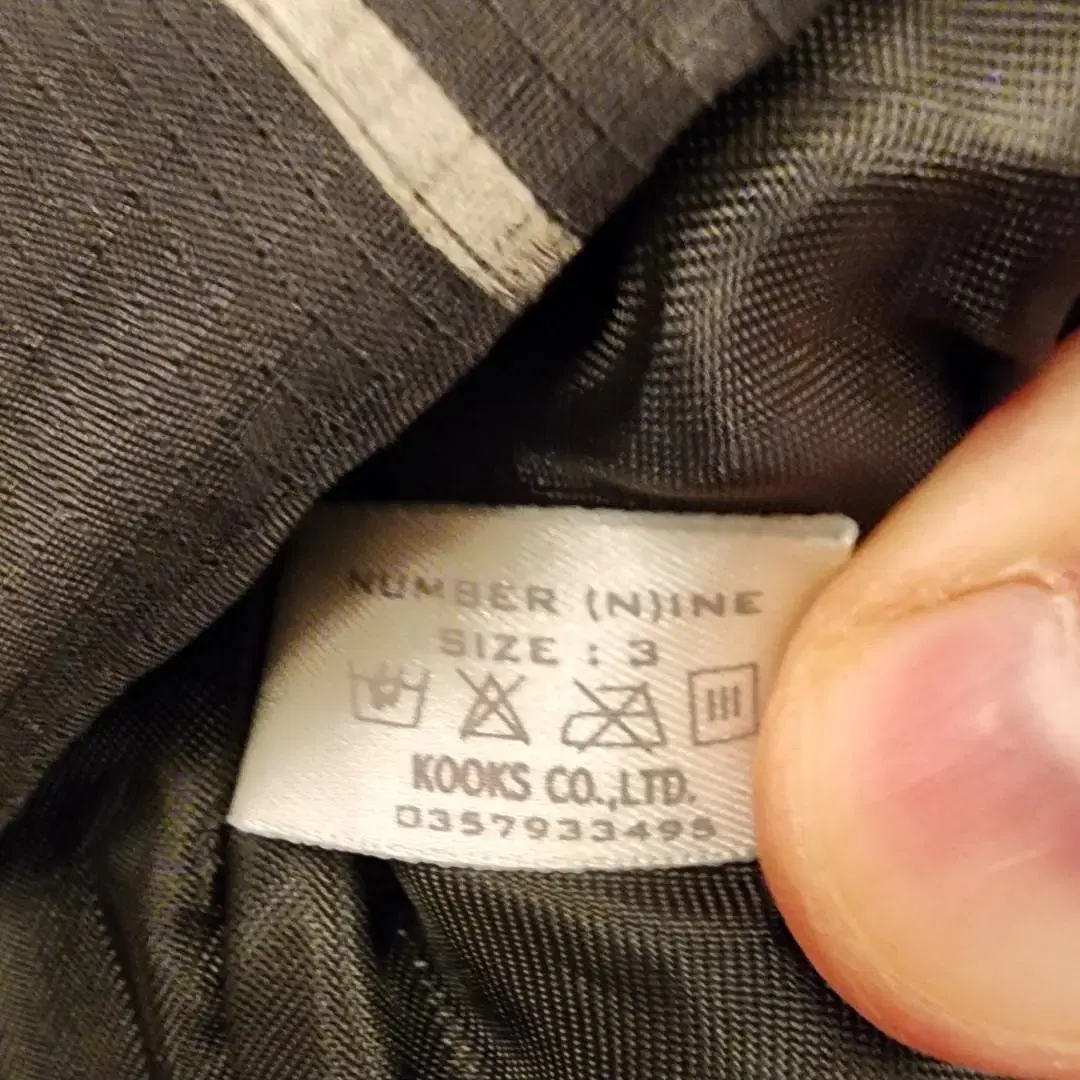 NUMBER (N)INE
SIZE : 3
KOOKS CO.,LTD.
0357933495